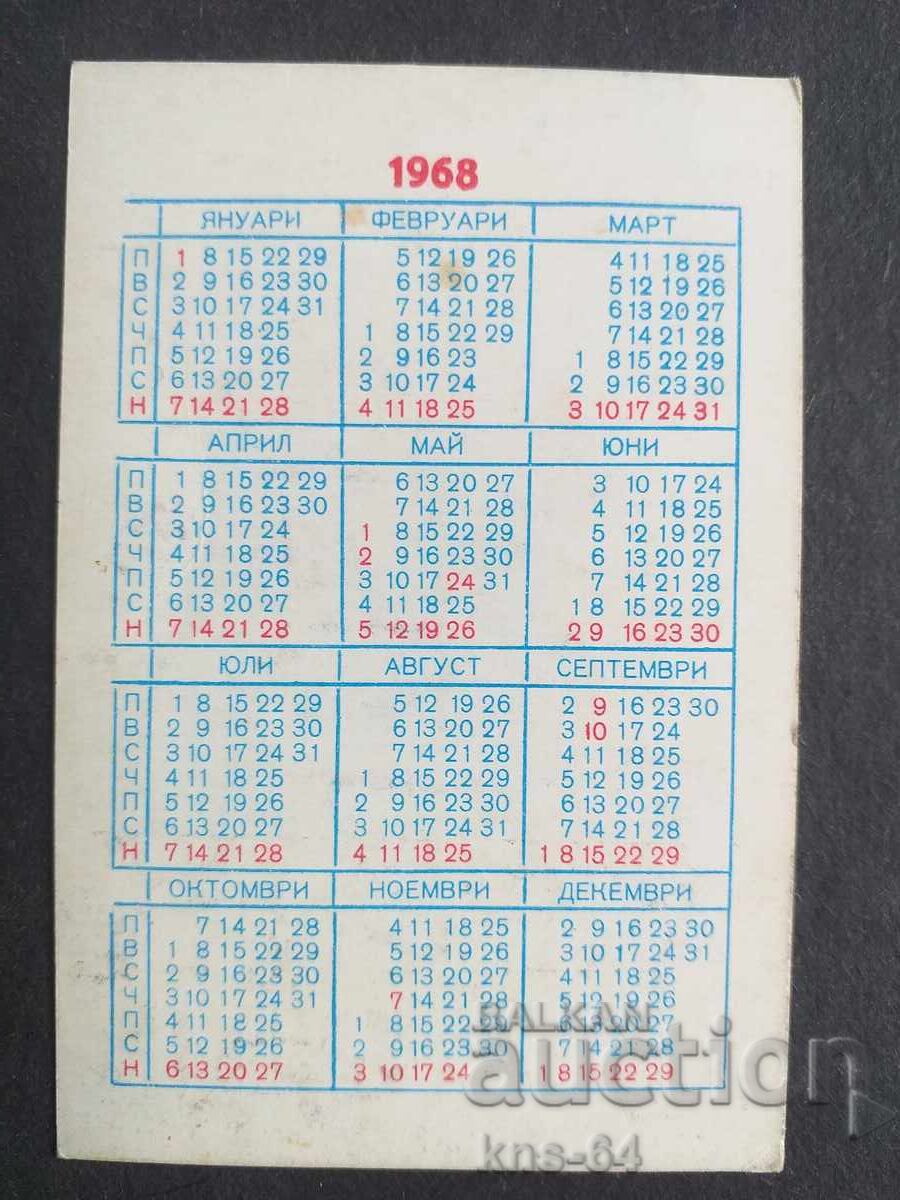 1968
ЯНУАРИ ФЕВРУАРИ МАРТ
П 1 8 15 22 29 5 12 19 26 4 11 18 25
В 2 9 16 23 30 6 13 20 27 5 12 19 26
С 3 10 17 24 31 7 14 21 28 6 13 20 27
Ч 4 11 18 25 1 8 15 22 29 7 14 21 28
П 5 12 19 26 2 9 16 23 1 8 15 22 29
С 6 13 20 27 3 10 17 24 2 9 16 23 30
Н 7 14 21 28 4 11 18 25 3 10 17 24 31
АПРИЛ МАЙ ЮНИ
П 1 8 15 22 29 6 13 20 27 3 10 17 24
В 2 9 16 23 30 7 14 21 28 4 11 18 25
С 3 10 17 24 1 8 15 22 29 5 12 19 26
Ч 4 11 18 25 2 9 16 23 30 6 13 20 27
П 5 12 19 26 3 10 17 24 31 7 14 21 28
С 6 13 20 27 4 11 18 25 1 8 15 22 29
Н 7 14 21 28 5 12 19 26 2 9 16 23 30
ЮЛИ АВГУСТ СЕПТЕМВРИ
П 1 8 15 22 29 5 12 19 26 2 9 16 23 30
В 2 9 16 23 30 6 13 20 27 3 10 17 24
С 3 10 17 24 31 7 14 21 28 4 11 18 25
Ч 4 11 18 25 1 8 15 22 29 5 12 19 26
П 5 12 19 26 2 9 16 23 30 6 13 20 27
С 6 13 20 27 3 10 17 24 31 7 14 21 28
Н 7 14 21 28 4 11 18 25 1 8 15 22 29
ОКТОМВРИ НОЕМВРИ ДЕКЕМВРИ
П 7 14 21 28 4 11 18 25 2 9 16 23 30
В 1 8 15 22 29 5 12 19 26 3 10 17 24 31
С 2 9 16 23 30 6 13 20 27 4 11 18 25
Ч 3 10 17 24 31 7 14 21 28 5 12 19 26
П 4 11 18 25 1 8 15 22 29 6 13 20 27
С 5 12 19 26 2 9 16 23 30 7 14 21 28
Н 6 13 20 27 3 10 17 24 1 8 15 22 29
BALKAN
auction
kns-64